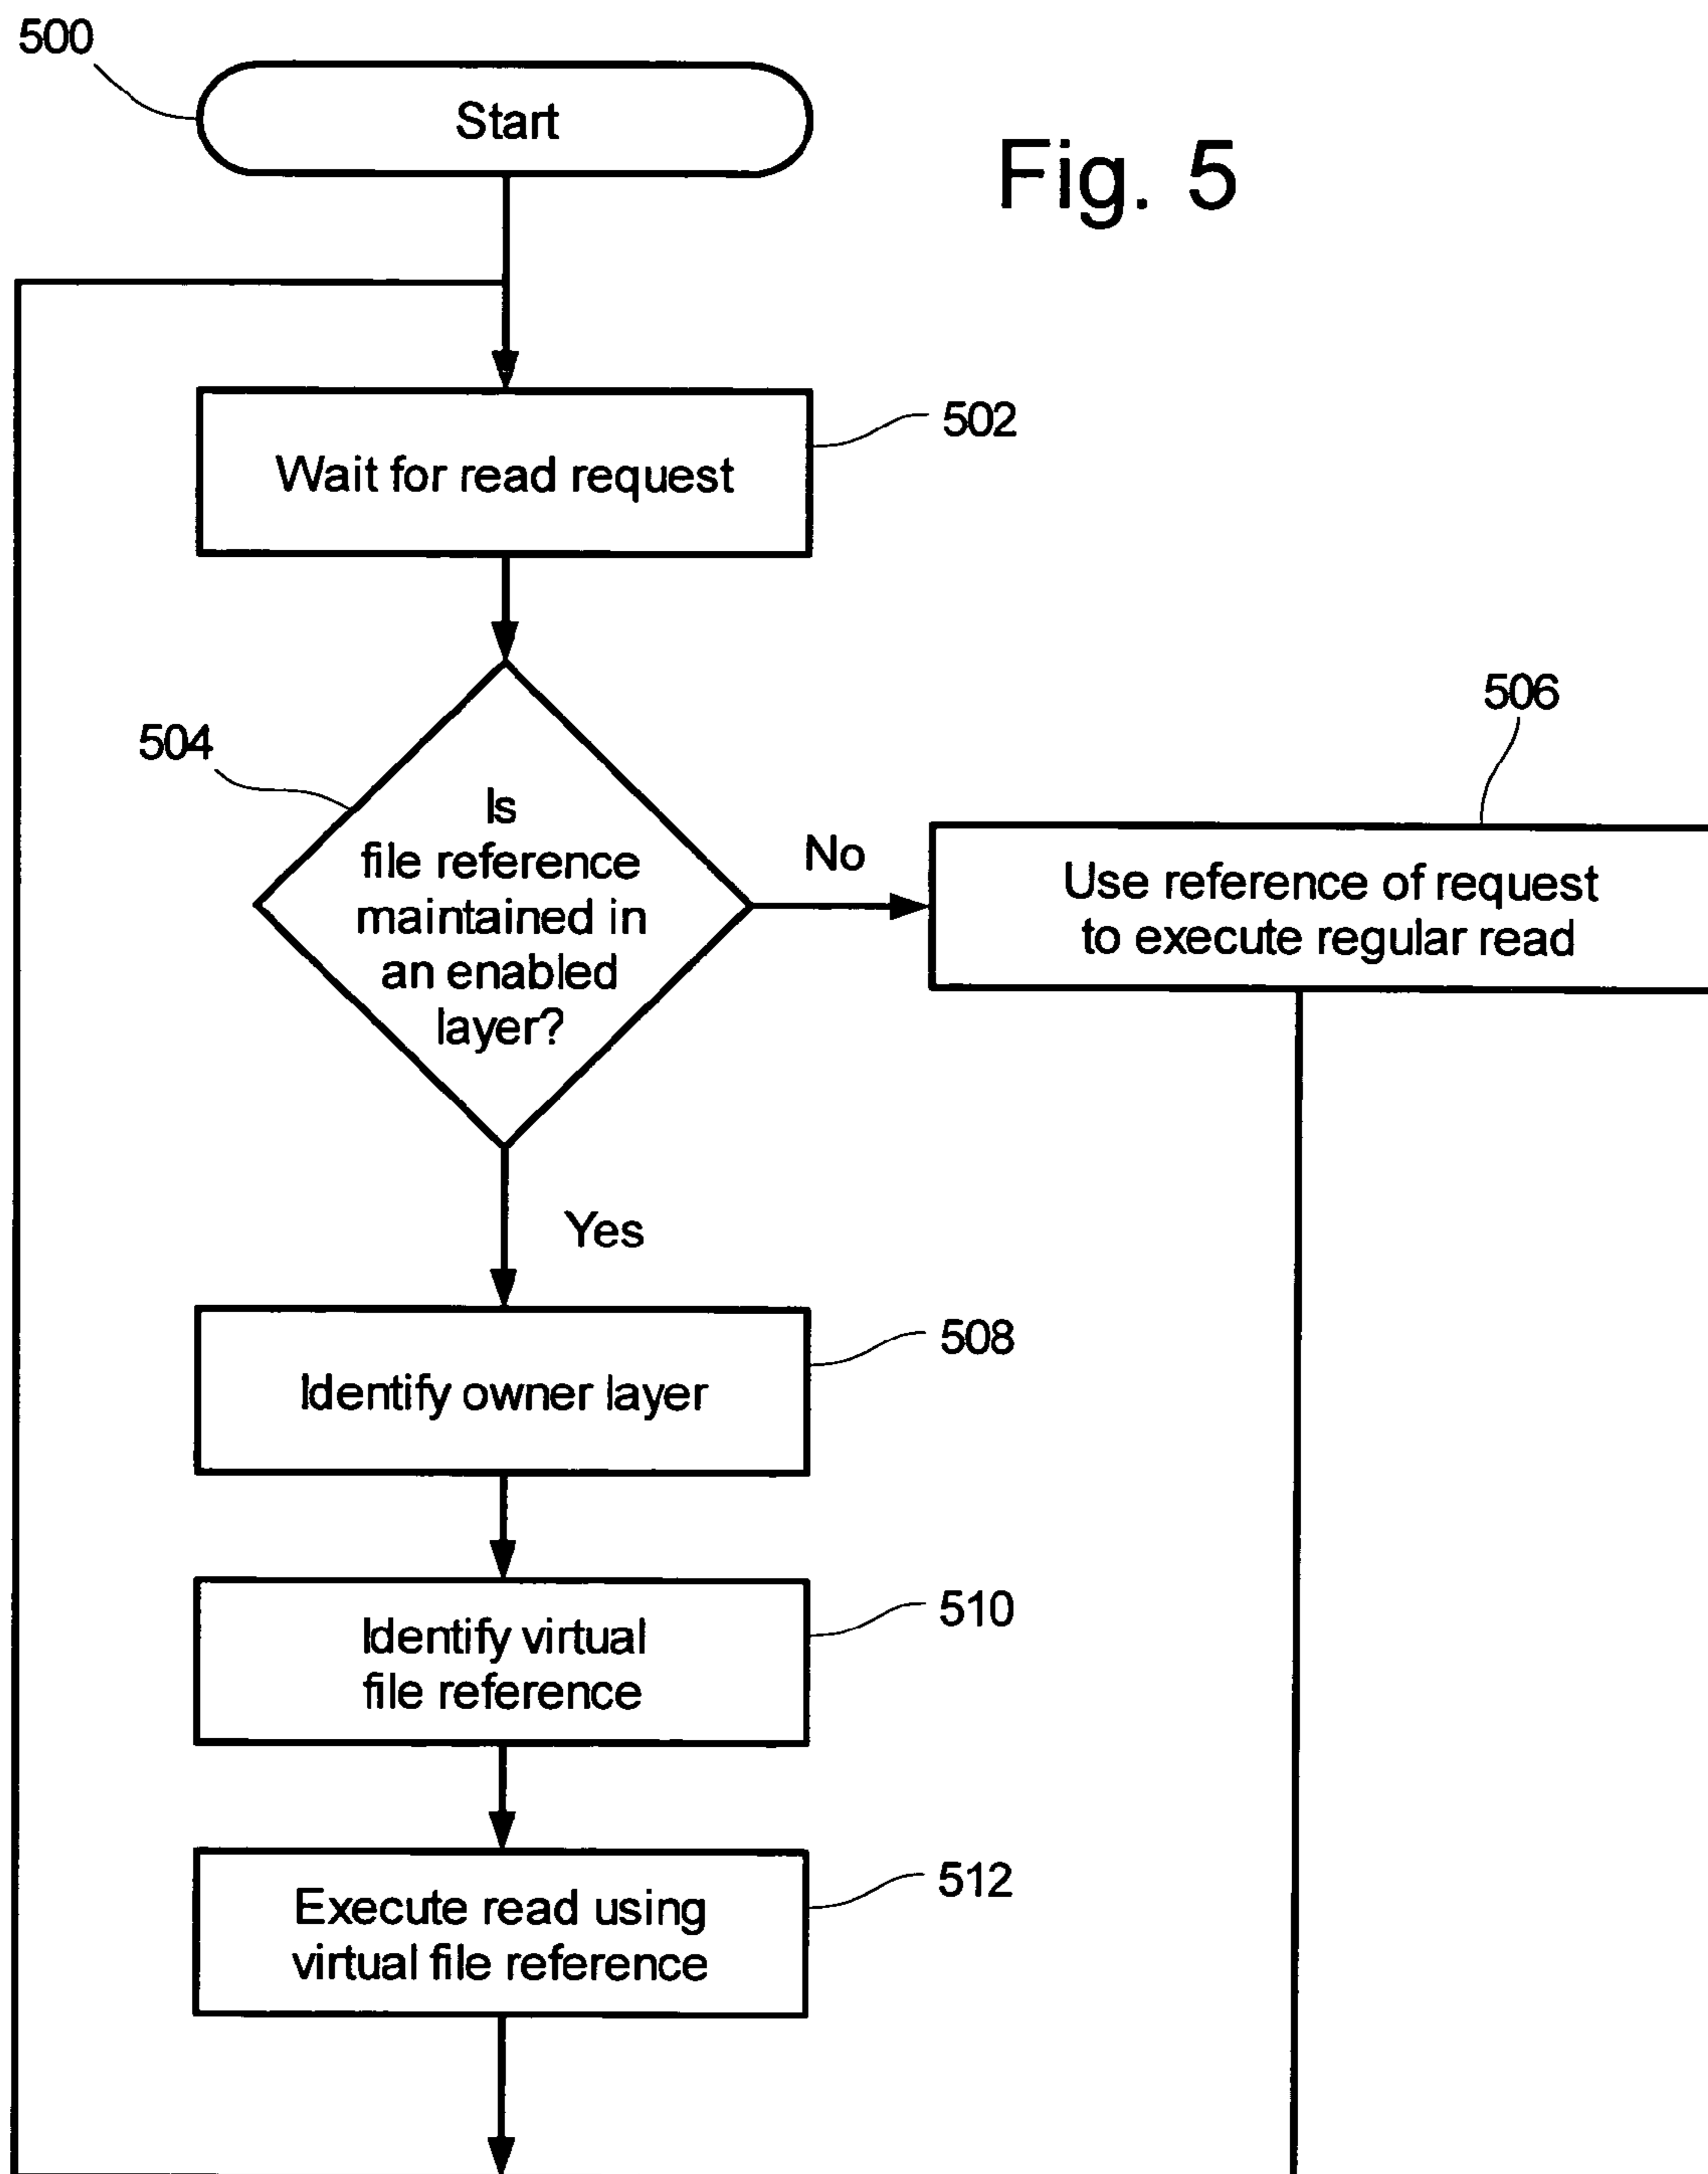 500
Start
Fig. 5
502
Wait for read request
504
506
Is
file reference
maintained in
an enabled
layer?
No
Use reference of request
to execute regular read
Yes
508
Identify owner layer
510
Identify virtual
file reference
512
Execute read using
virtual file reference